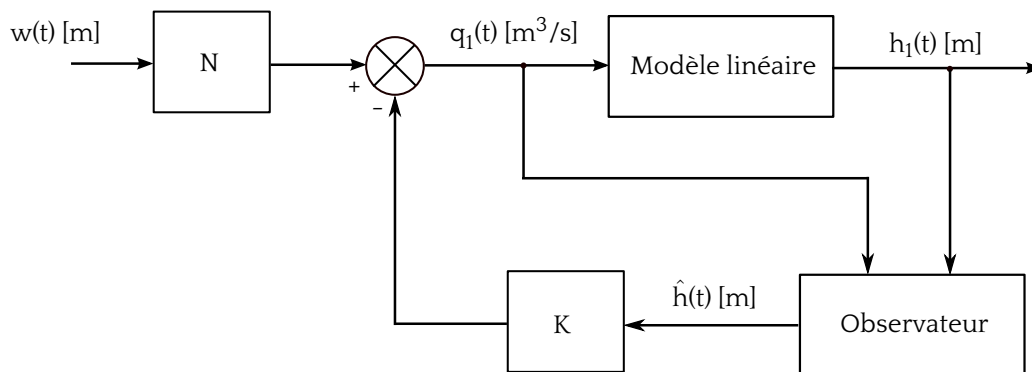 w(t) [m]
N
+
−
q₁(t) [m³/s]
Modèle linéaire
h₁(t) [m]
K
ĥ(t) [m]
Observateur